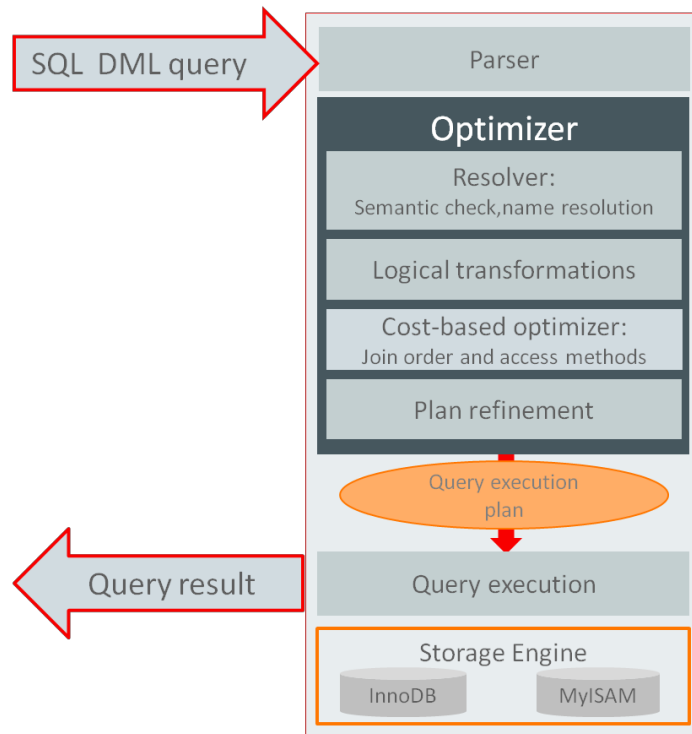 SQL DML query
Parser
Optimizer
Resolver:
Semantic check,name resolution
Logical transformations
Cost-based optimizer:
Join order and access methods
Plan refinement
Query execution
plan
Query result
Query execution
Storage Engine
InnoDB
MyISAM